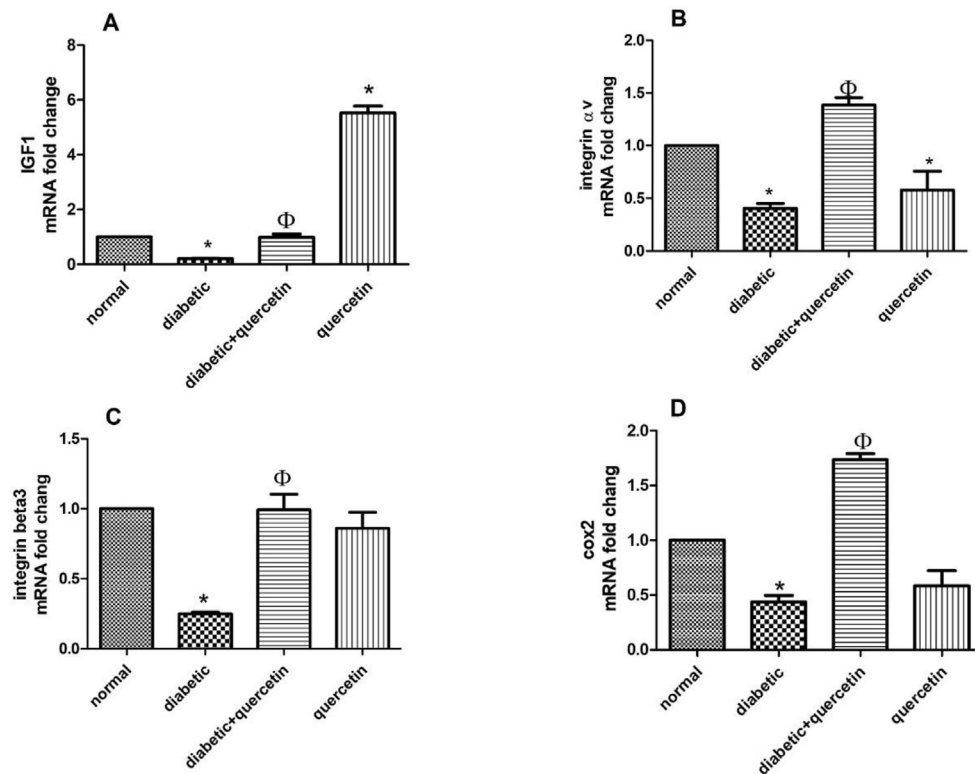 A
IGF1
mRNA fold change
8
6
4
2
0
*
Φ
*
normal
diabetic
diabetic+quercetin
quercetin
B
integrin αv
mRNA fold chang
2.0
1.5
1.0
0.5
0.0
*
Φ
*
normal
diabetic
diabetic+quercetin
quercetin
C
integrin beta3
mRNA fold chang
1.5
1.0
0.5
0.0
*
Φ
normal
diabetic
diabetic+quercetin
quercetin
D
cox2
mRNA fold chang
2.0
1.5
1.0
0.5
0.0
*
Φ
normal
diabetic
diabetic+quercetin
quercetin